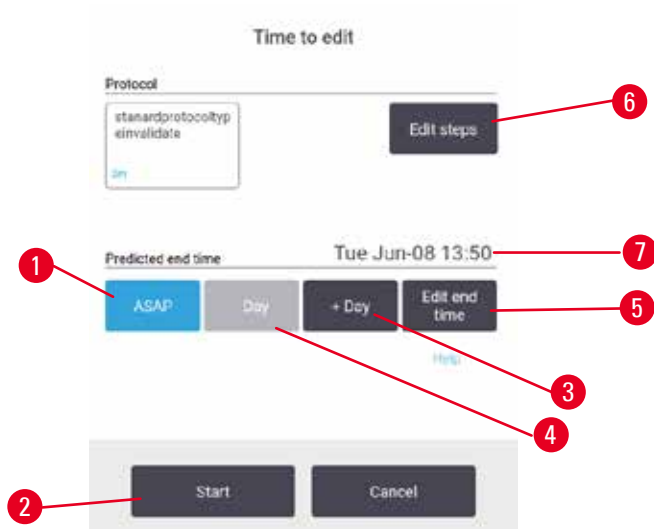 Time to edit
Protocol
stanardprotocoltyp
einvalidate
Edit steps
6
Predicted end time
Tue Jun-08 13:50
7
1
ASAP
Day
+ Day
Edit end
time
5
Help
3
4
Start
Cancel
2